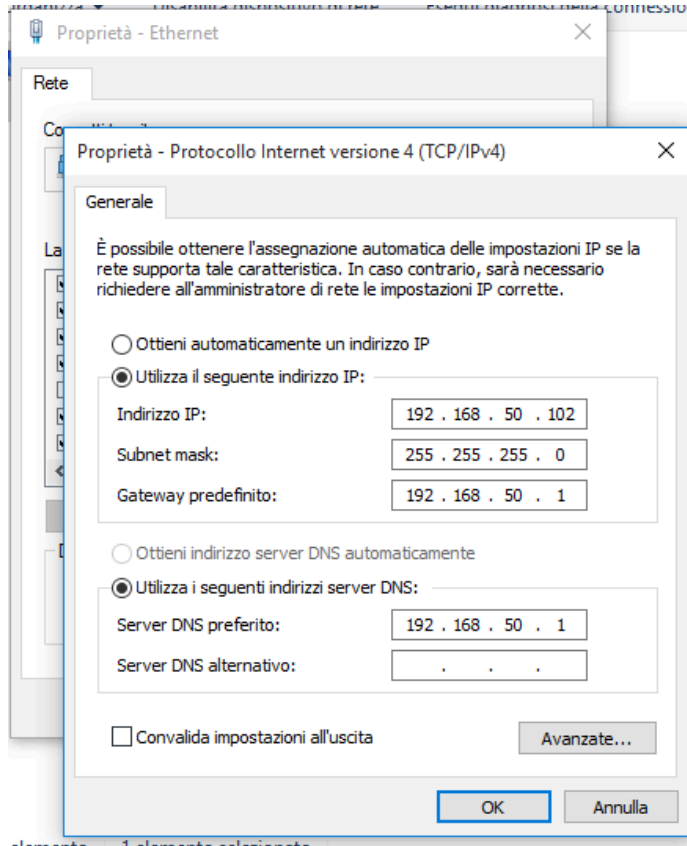 Proprietà - Ethernet
Rete
Proprietà - Protocollo Internet versione 4 (TCP/IPv4)
Generale
È possibile ottenere l'assegnazione automatica delle impostazioni IP se la
rete supporta tale caratteristica. In caso contrario, sarà necessario
richiedere all'amministratore di rete le impostazioni IP corrette.
Ottieni automaticamente un indirizzo IP
Utilizza il seguente indirizzo IP:
Indirizzo IP: 192 . 168 . 50 . 102
Subnet mask: 255 . 255 . 255 . 0
Gateway predefinito: 192 . 168 . 50 . 1
Ottieni indirizzo server DNS automaticamente
Utilizza i seguenti indirizzi server DNS:
Server DNS preferito: 192 . 168 . 50 . 1
Server DNS alternativo: . . .
Convalida impostazioni all'uscita
Avanzate...
OK Annulla
1 elemento selezionato